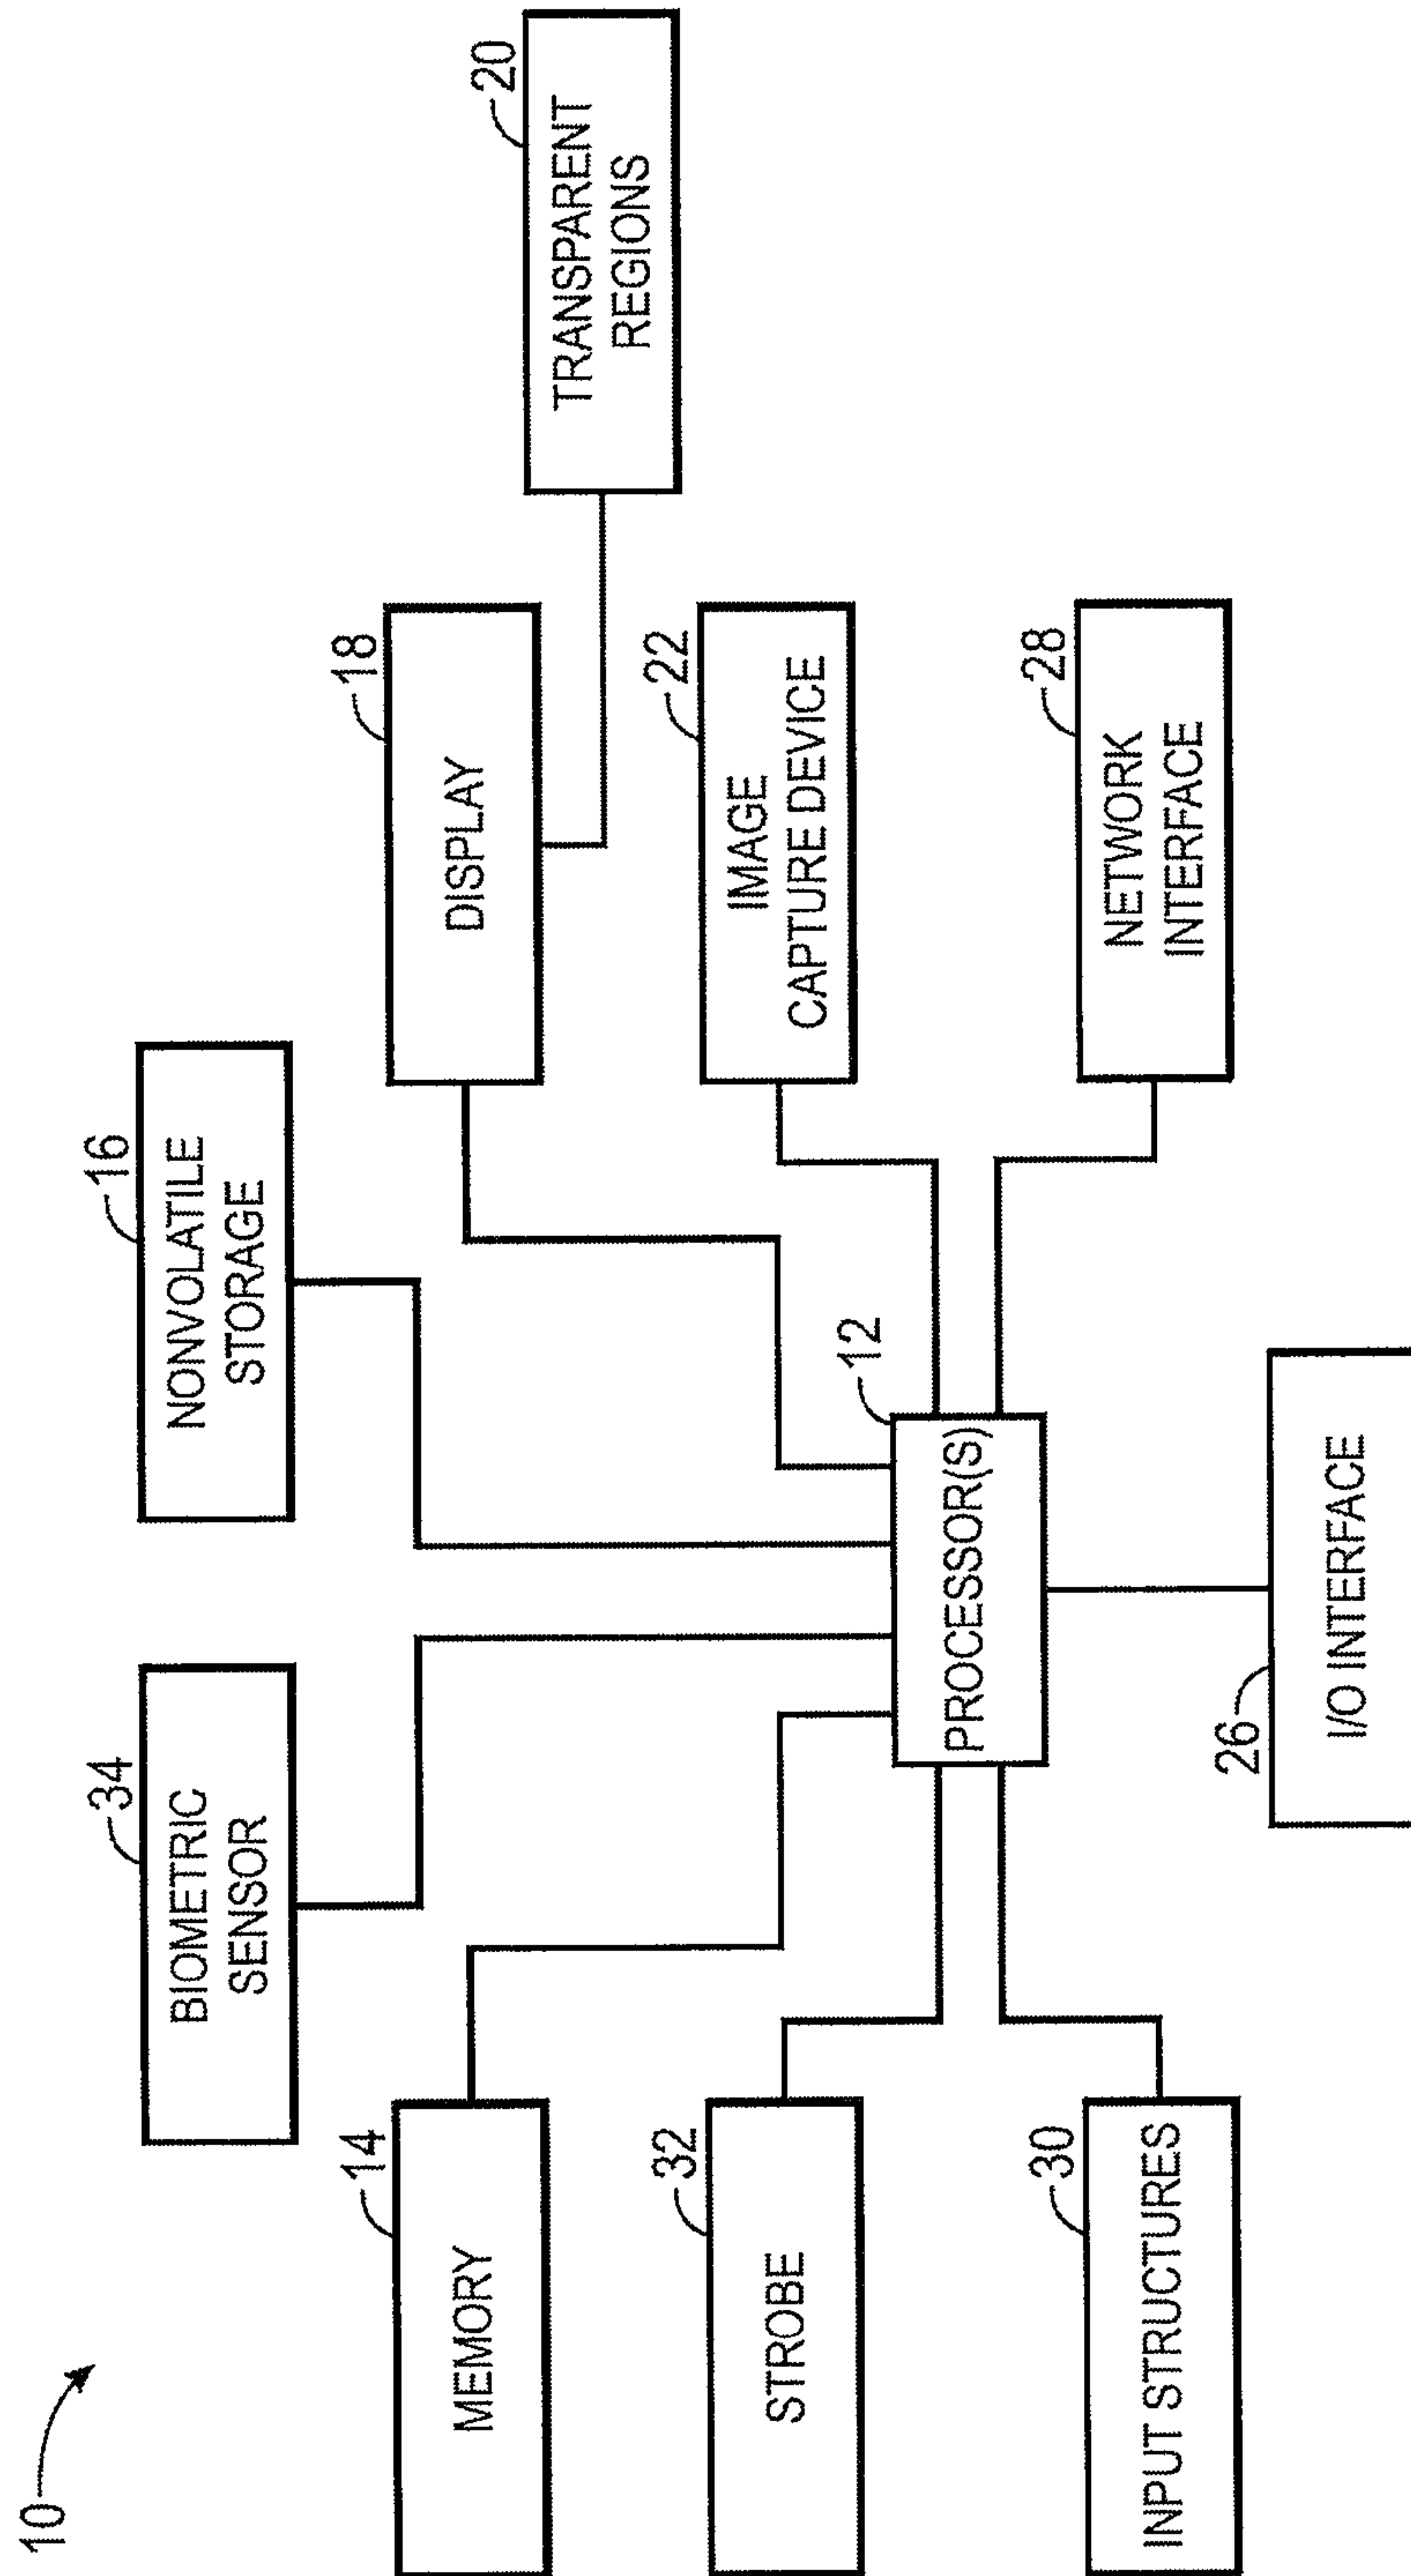 10
34
BIOMETRIC
SENSOR
16
NONVOLATILE
STORAGE
14
MEMORY
18
DISPLAY
20
TRANSPARENT
REGIONS
32
STROBE
12
PROCESSOR(S)
22
IMAGE
CAPTURE DEVICE
30
INPUT STRUCTURES
28
NETWORK
INTERFACE
26
I/O INTERFACE